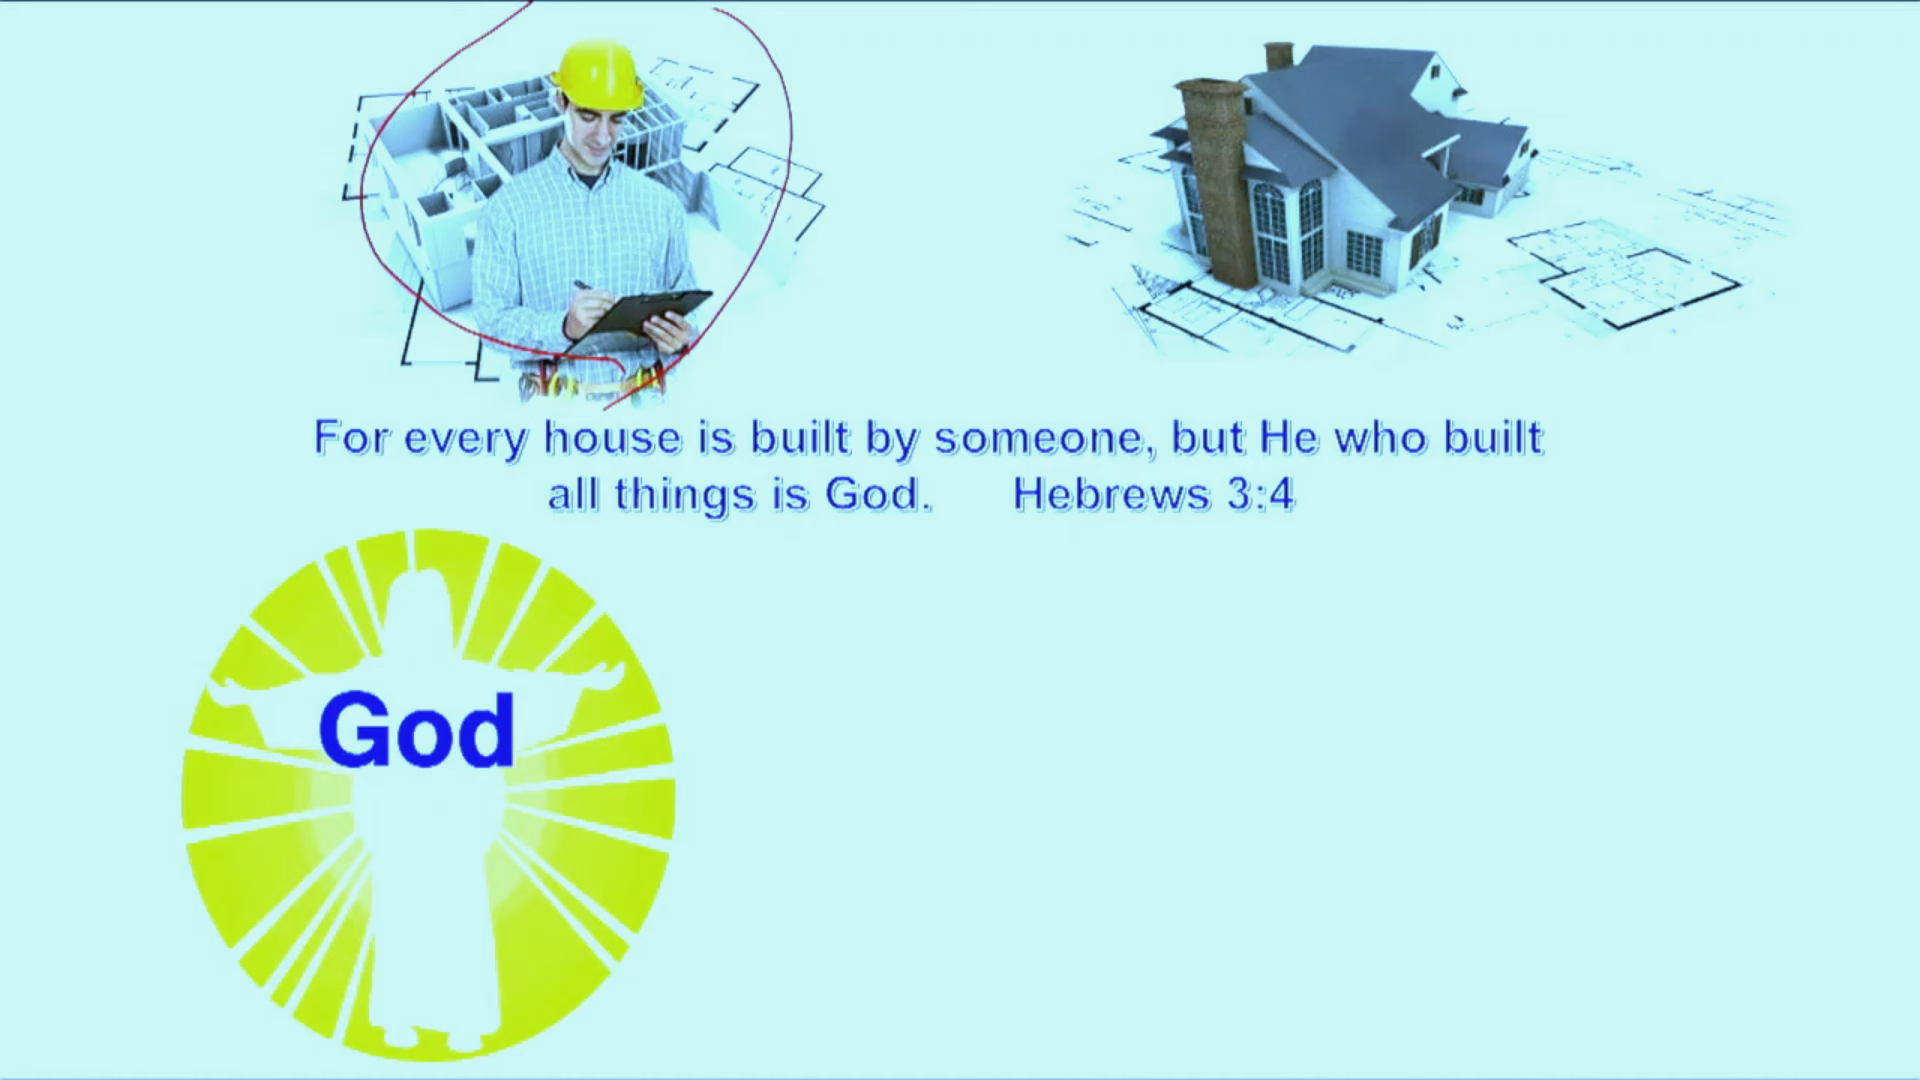 For every house is built by someone, but He who built
all things is God. Hebrews 3:4
God